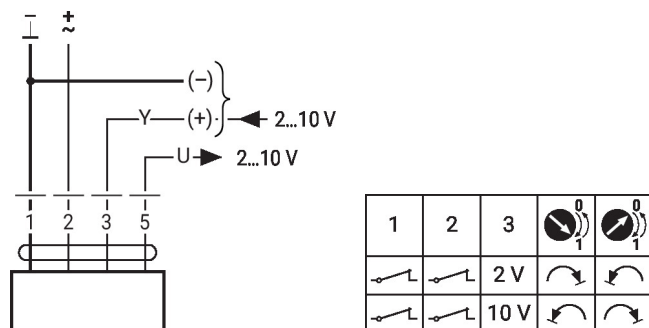 ⊥ ~
− +
(−)
Y (+) 2...10 V
U 2...10 V
1 2 3 5
1 2 3 0 1 0 1
2 V
10 V